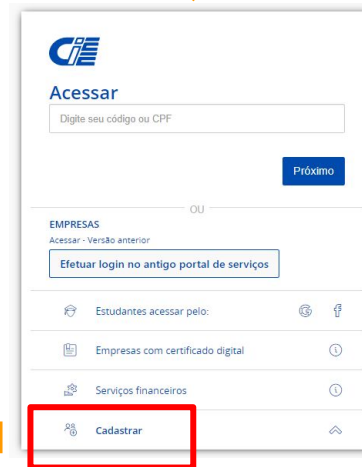 CIEE
Acessar
Digite seu código ou CPF
Próximo
OU
EMPRESAS
Acessar - Versão anterior
Efetuar login no antigo portal de serviços
Estudantes acessar pelo: G f
Empresas com certificado digital i
Serviços financeiros i
Cadastrar